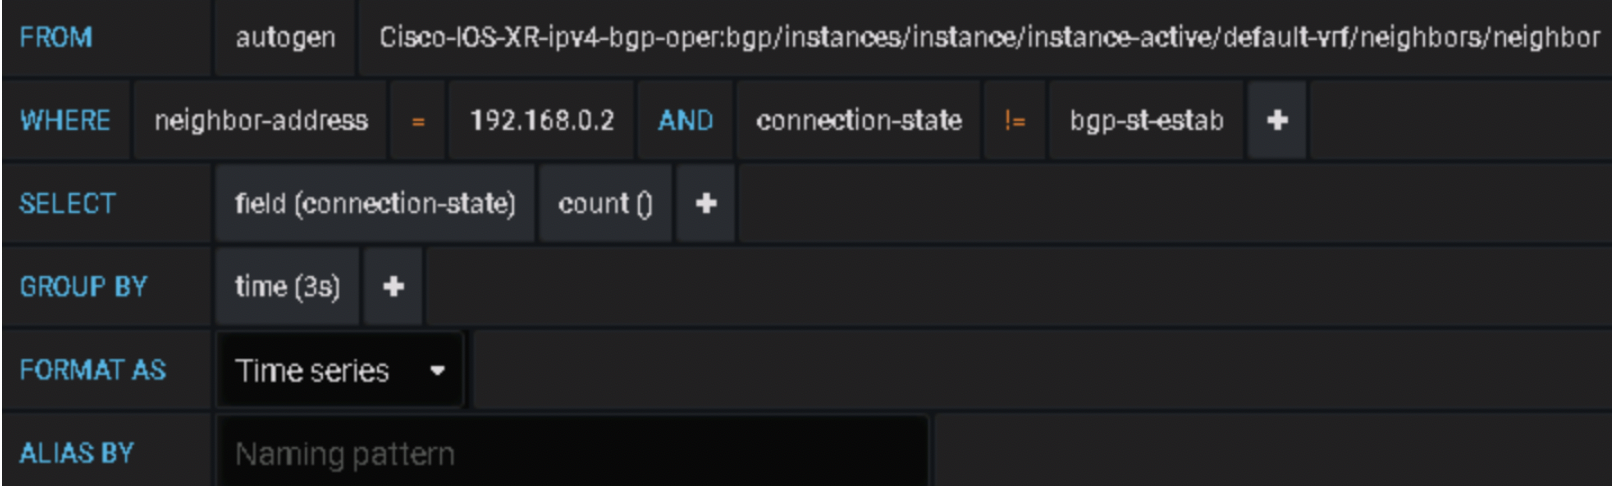 FROM autogen Cisco-IOS-XR-ipv4-bgp-oper:bgp/instances/instance/instance-active/default-vrf/neighbors/neighbor
WHERE neighbor-address = 192.168.0.2 AND connection-state != bgp-st-estab +
SELECT field (connection-state) count () +
GROUP BY time (3s) +
FORMAT AS Time series
ALIAS BY Naming pattern